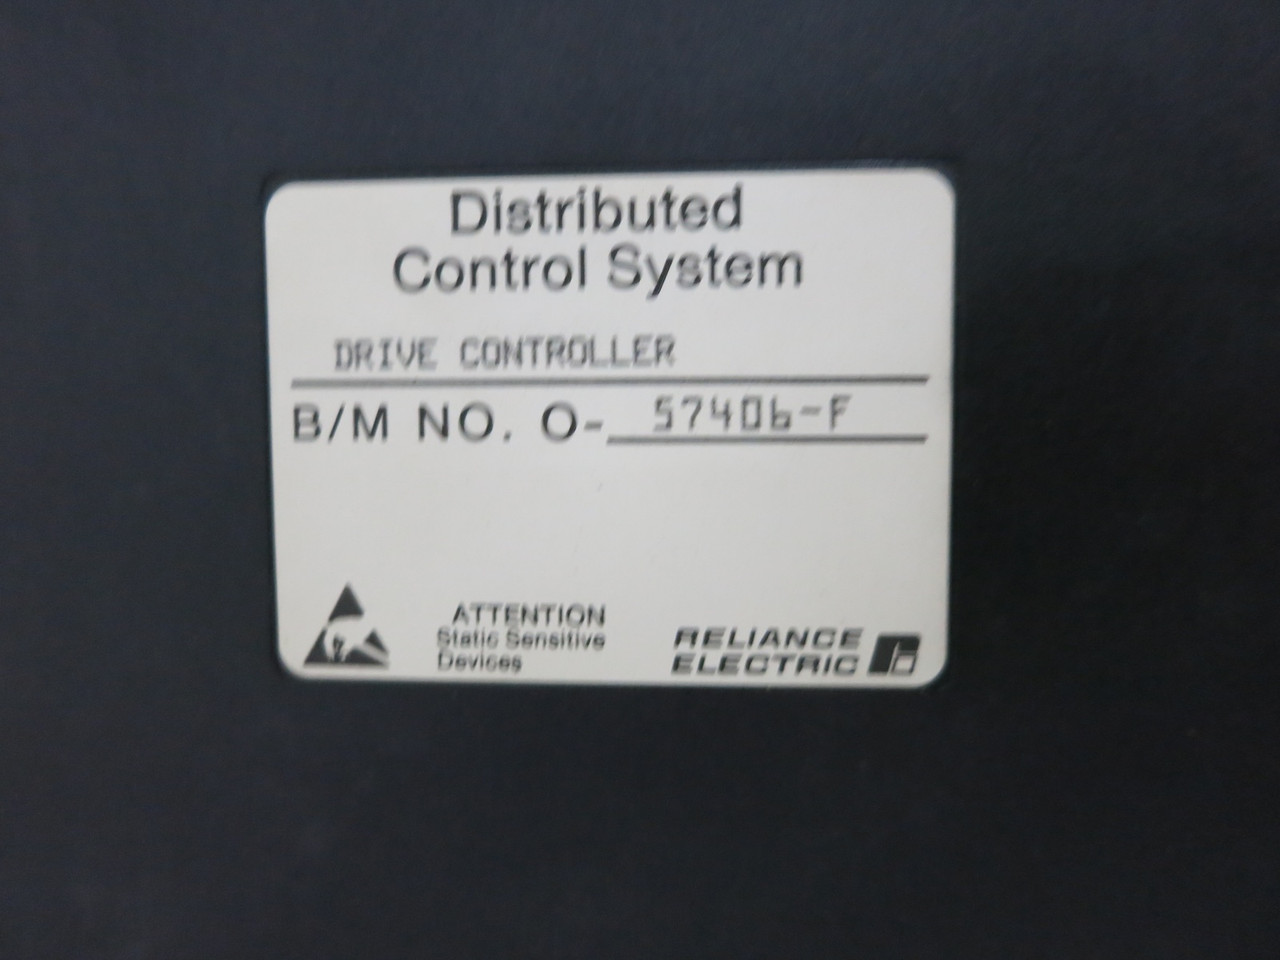 Distributed
Control System
DRIVE CONTROLLER
B/M NO. O- 57406-F
ATTENTION
Static Sensitive
Devices
RELIANCE
ELECTRIC